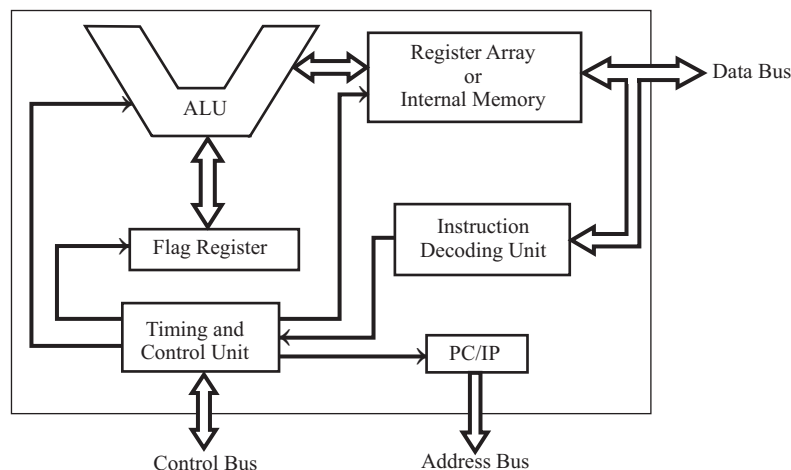 Register Array
or
Internal Memory
Data Bus
ALU
Flag Register
Instruction
Decoding Unit
Timing and
Control Unit
PC/IP
Control Bus
Address Bus